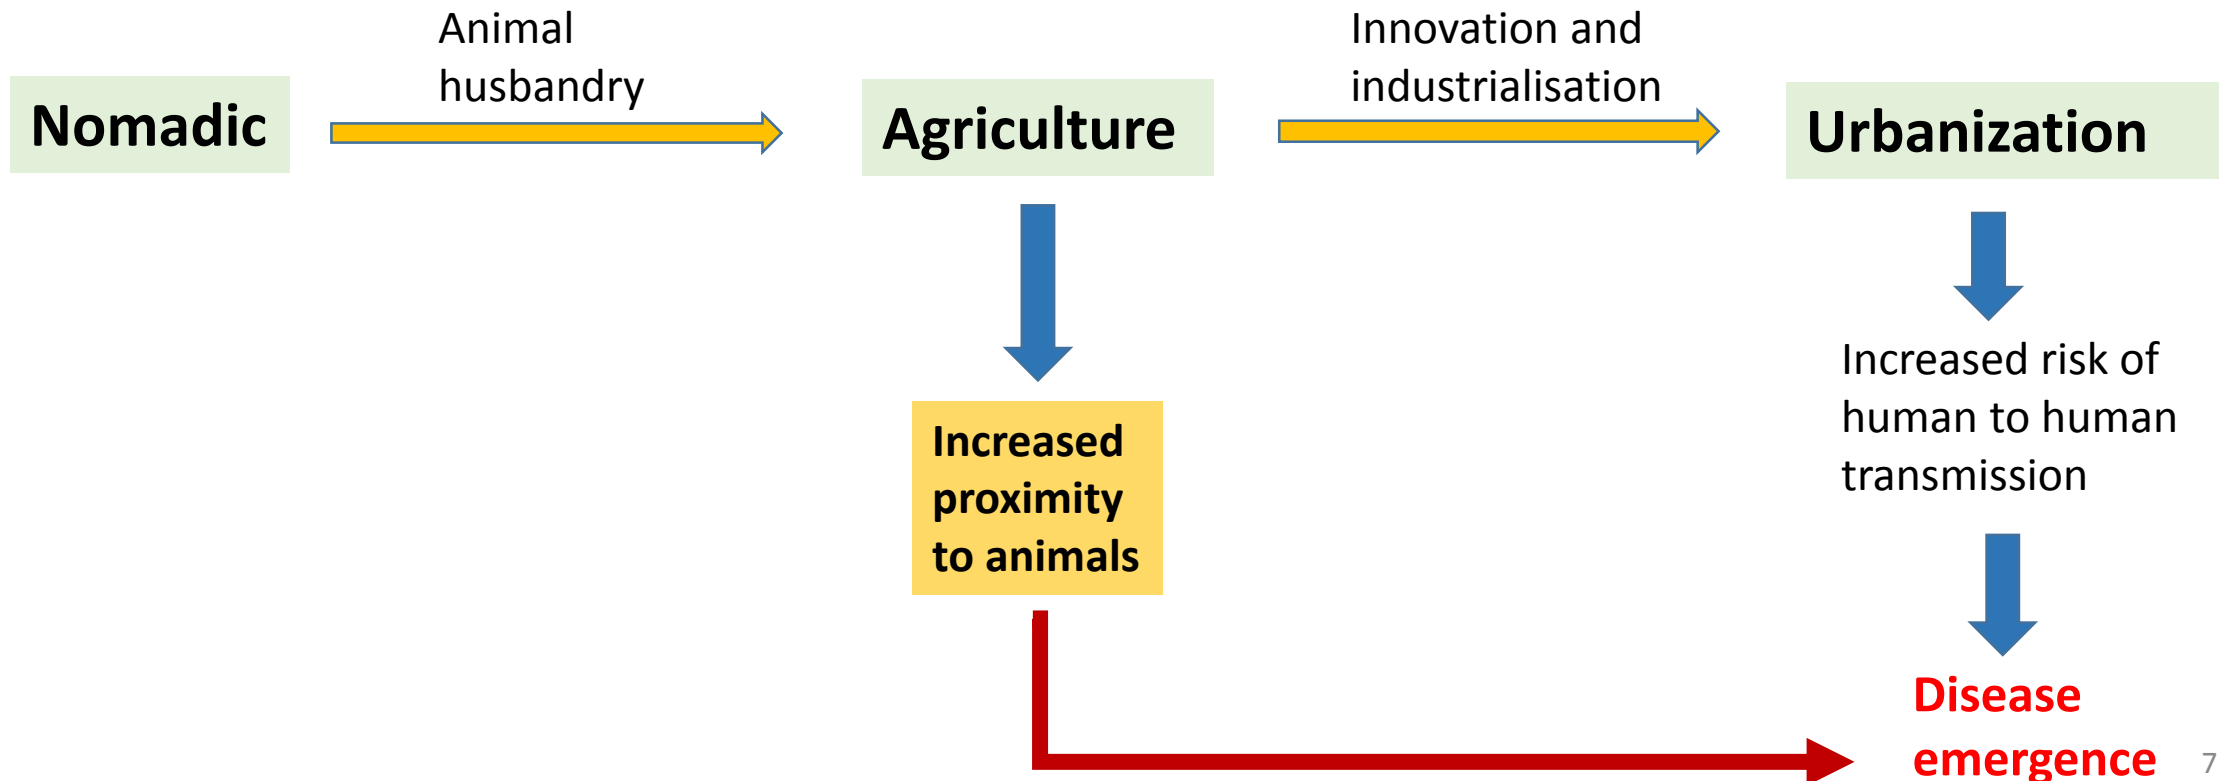 Animal
husbandry
Innovation and
industrialisation
Nomadic
Agriculture
Urbanization
Increased
proximity
to animals
Increased risk of
human to human
transmission
Disease
emergence
7